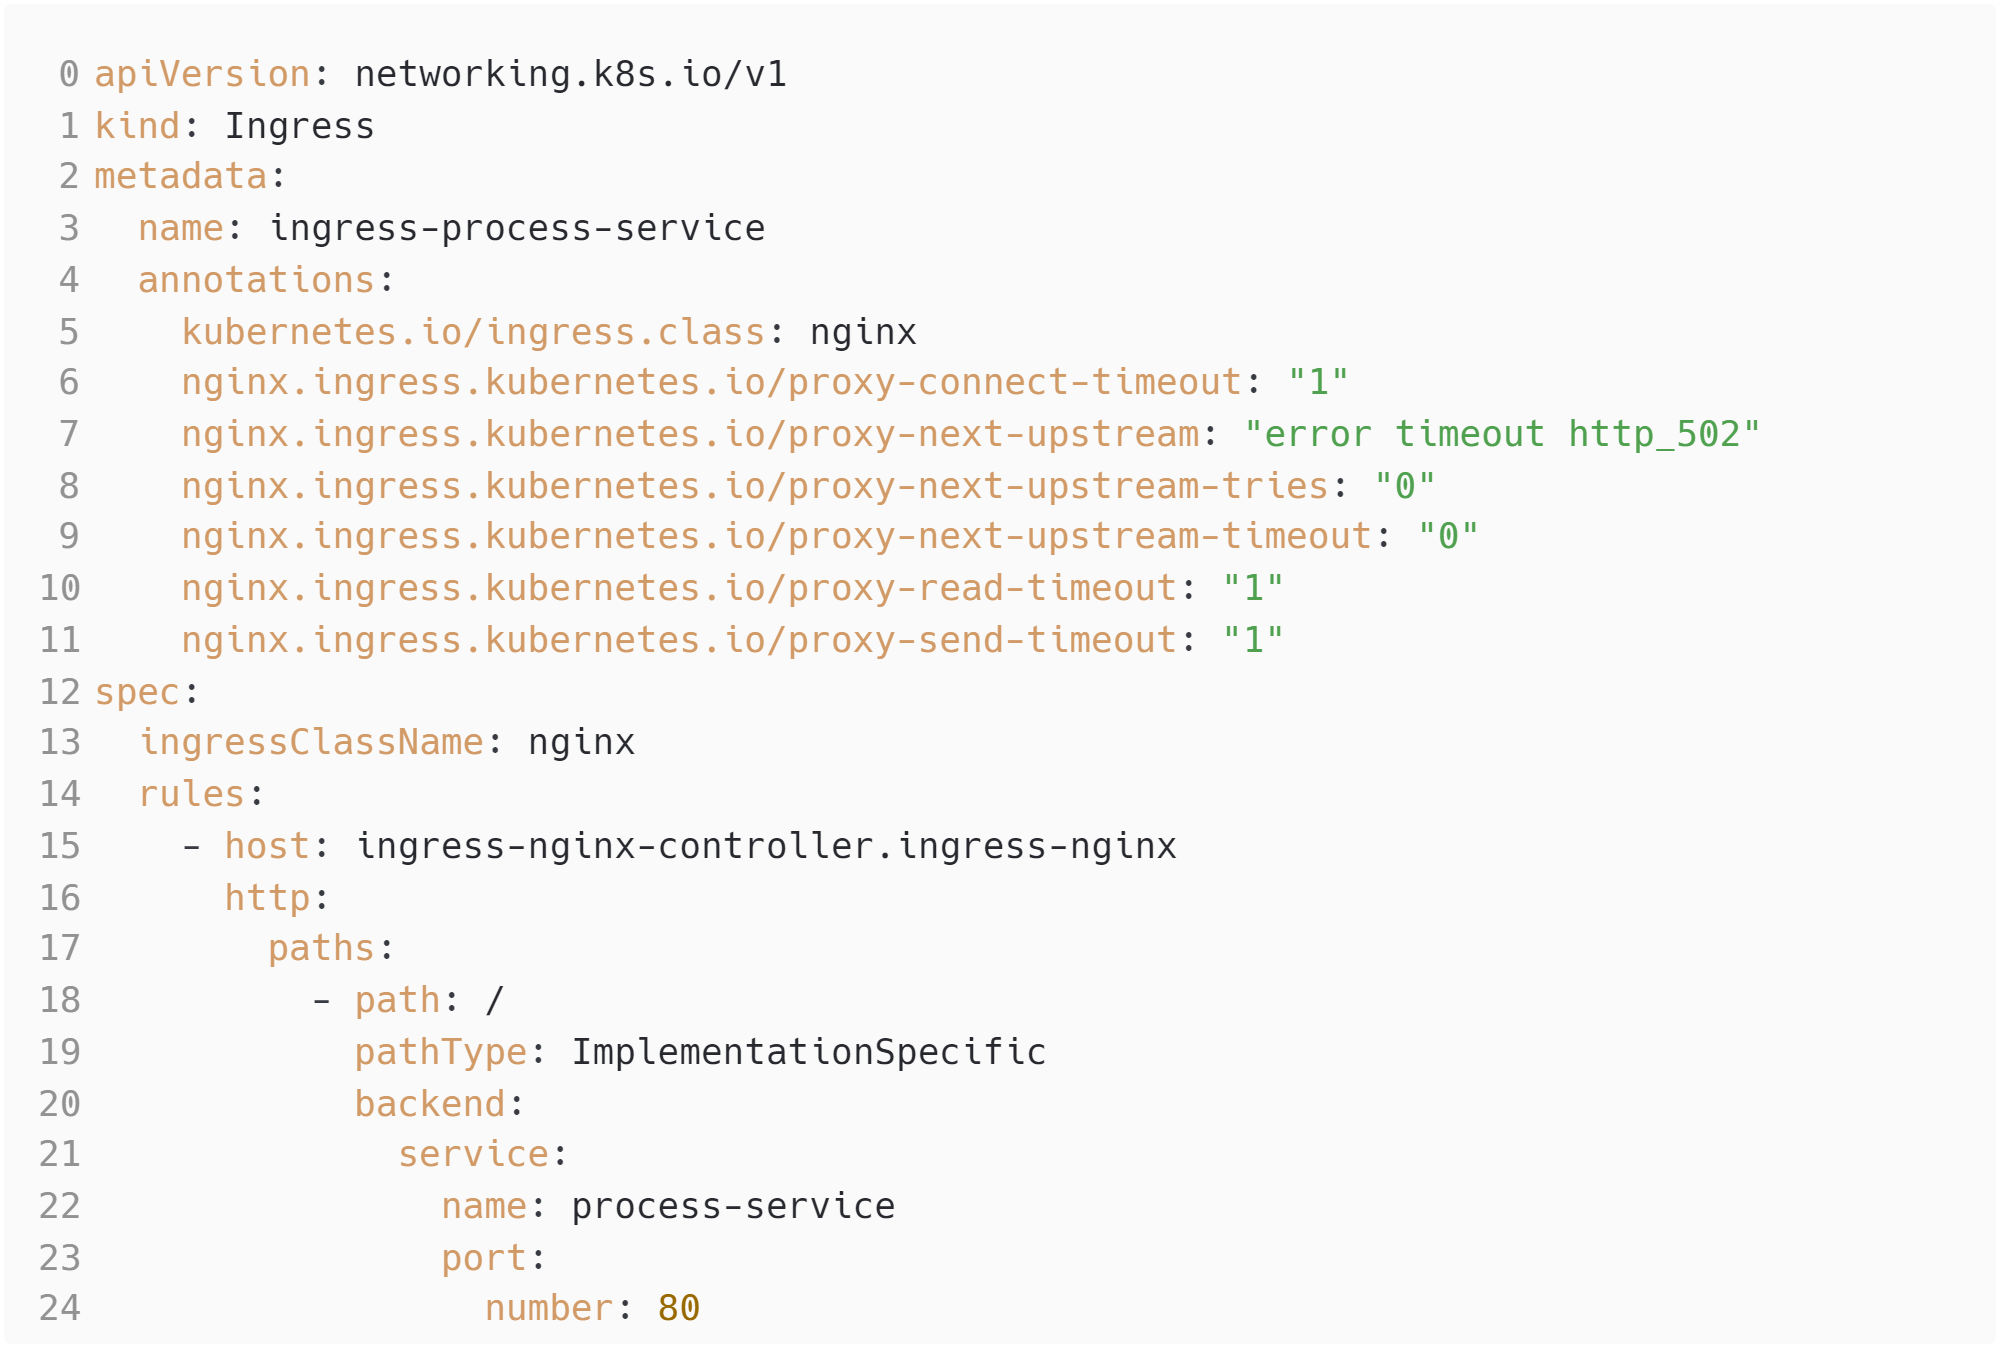 0 apiVersion: networking.k8s.io/v1
1 kind: Ingress
2 metadata:
3   name: ingress-process-service
4   annotations:
5     kubernetes.io/ingress.class: nginx
6     nginx.ingress.kubernetes.io/proxy-connect-timeout: "1"
7     nginx.ingress.kubernetes.io/proxy-next-upstream: "error timeout http_502"
8     nginx.ingress.kubernetes.io/proxy-next-upstream-tries: "0"
9     nginx.ingress.kubernetes.io/proxy-next-upstream-timeout: "0"
10     nginx.ingress.kubernetes.io/proxy-read-timeout: "1"
11     nginx.ingress.kubernetes.io/proxy-send-timeout: "1"
12 spec:
13   ingressClassName: nginx
14   rules:
15     - host: ingress-nginx-controller.ingress-nginx
16       http:
17         paths:
18           - path: /
19             pathType: ImplementationSpecific
20             backend:
21               service:
22                 name: process-service
23                 port:
24                   number: 80